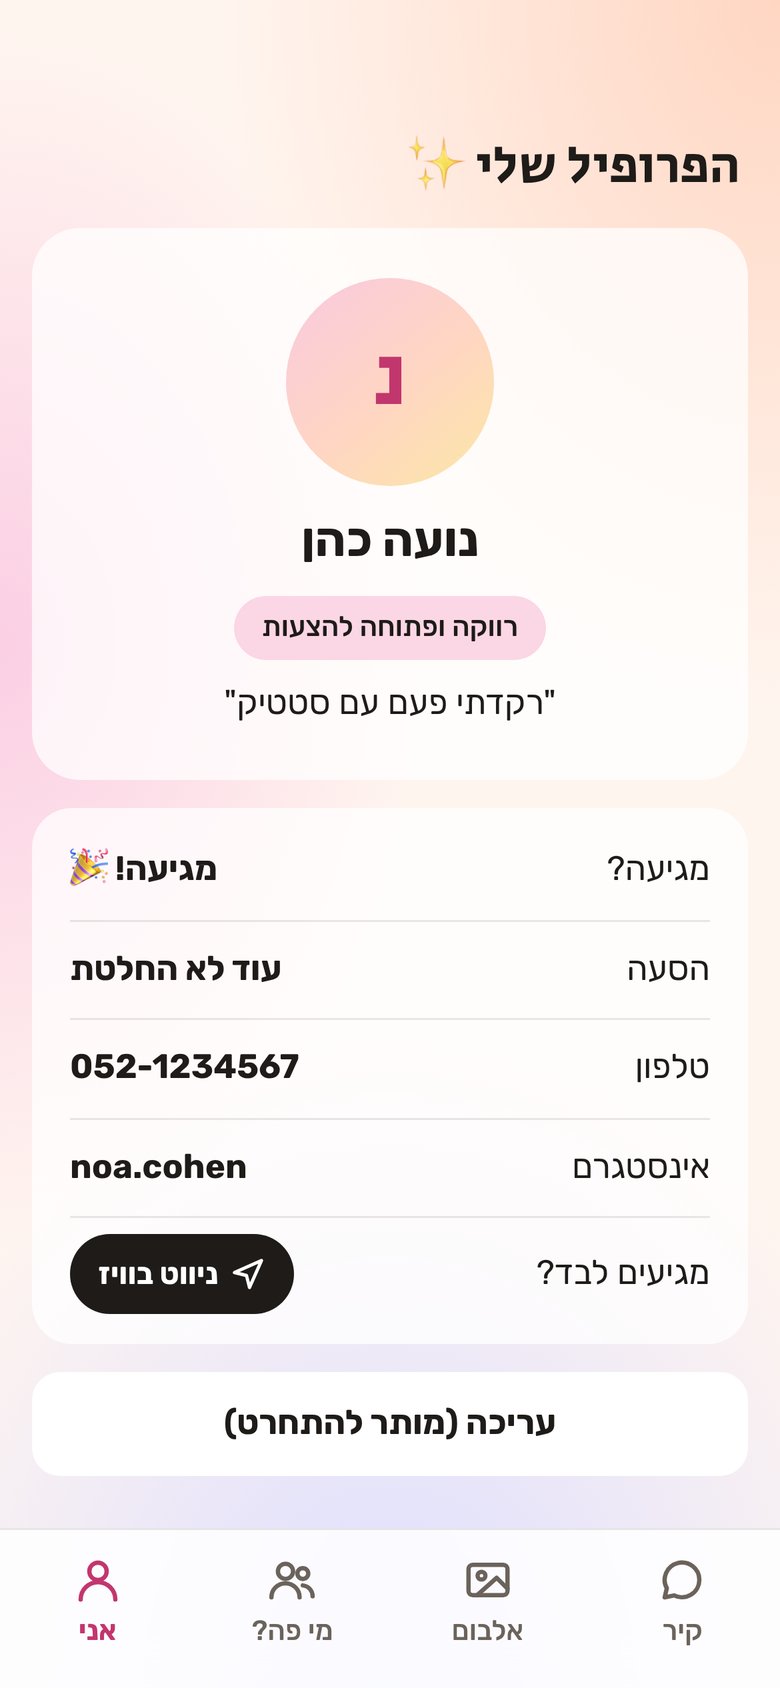 הפרופיל שלי ✨
נ
נועה כהן
רווקה ופתוחה להצעות
"רקדתי פעם עם סטטיק"
מגיעה? מגיעה! 🎉
הסעה עוד לא החלטת
טלפון 052-1234567
אינסטגרם noa.cohen
מגיעים לבד? ניווט בוויז
עריכה (מותר להתחרט)
קיר אלבום מי פה? אני